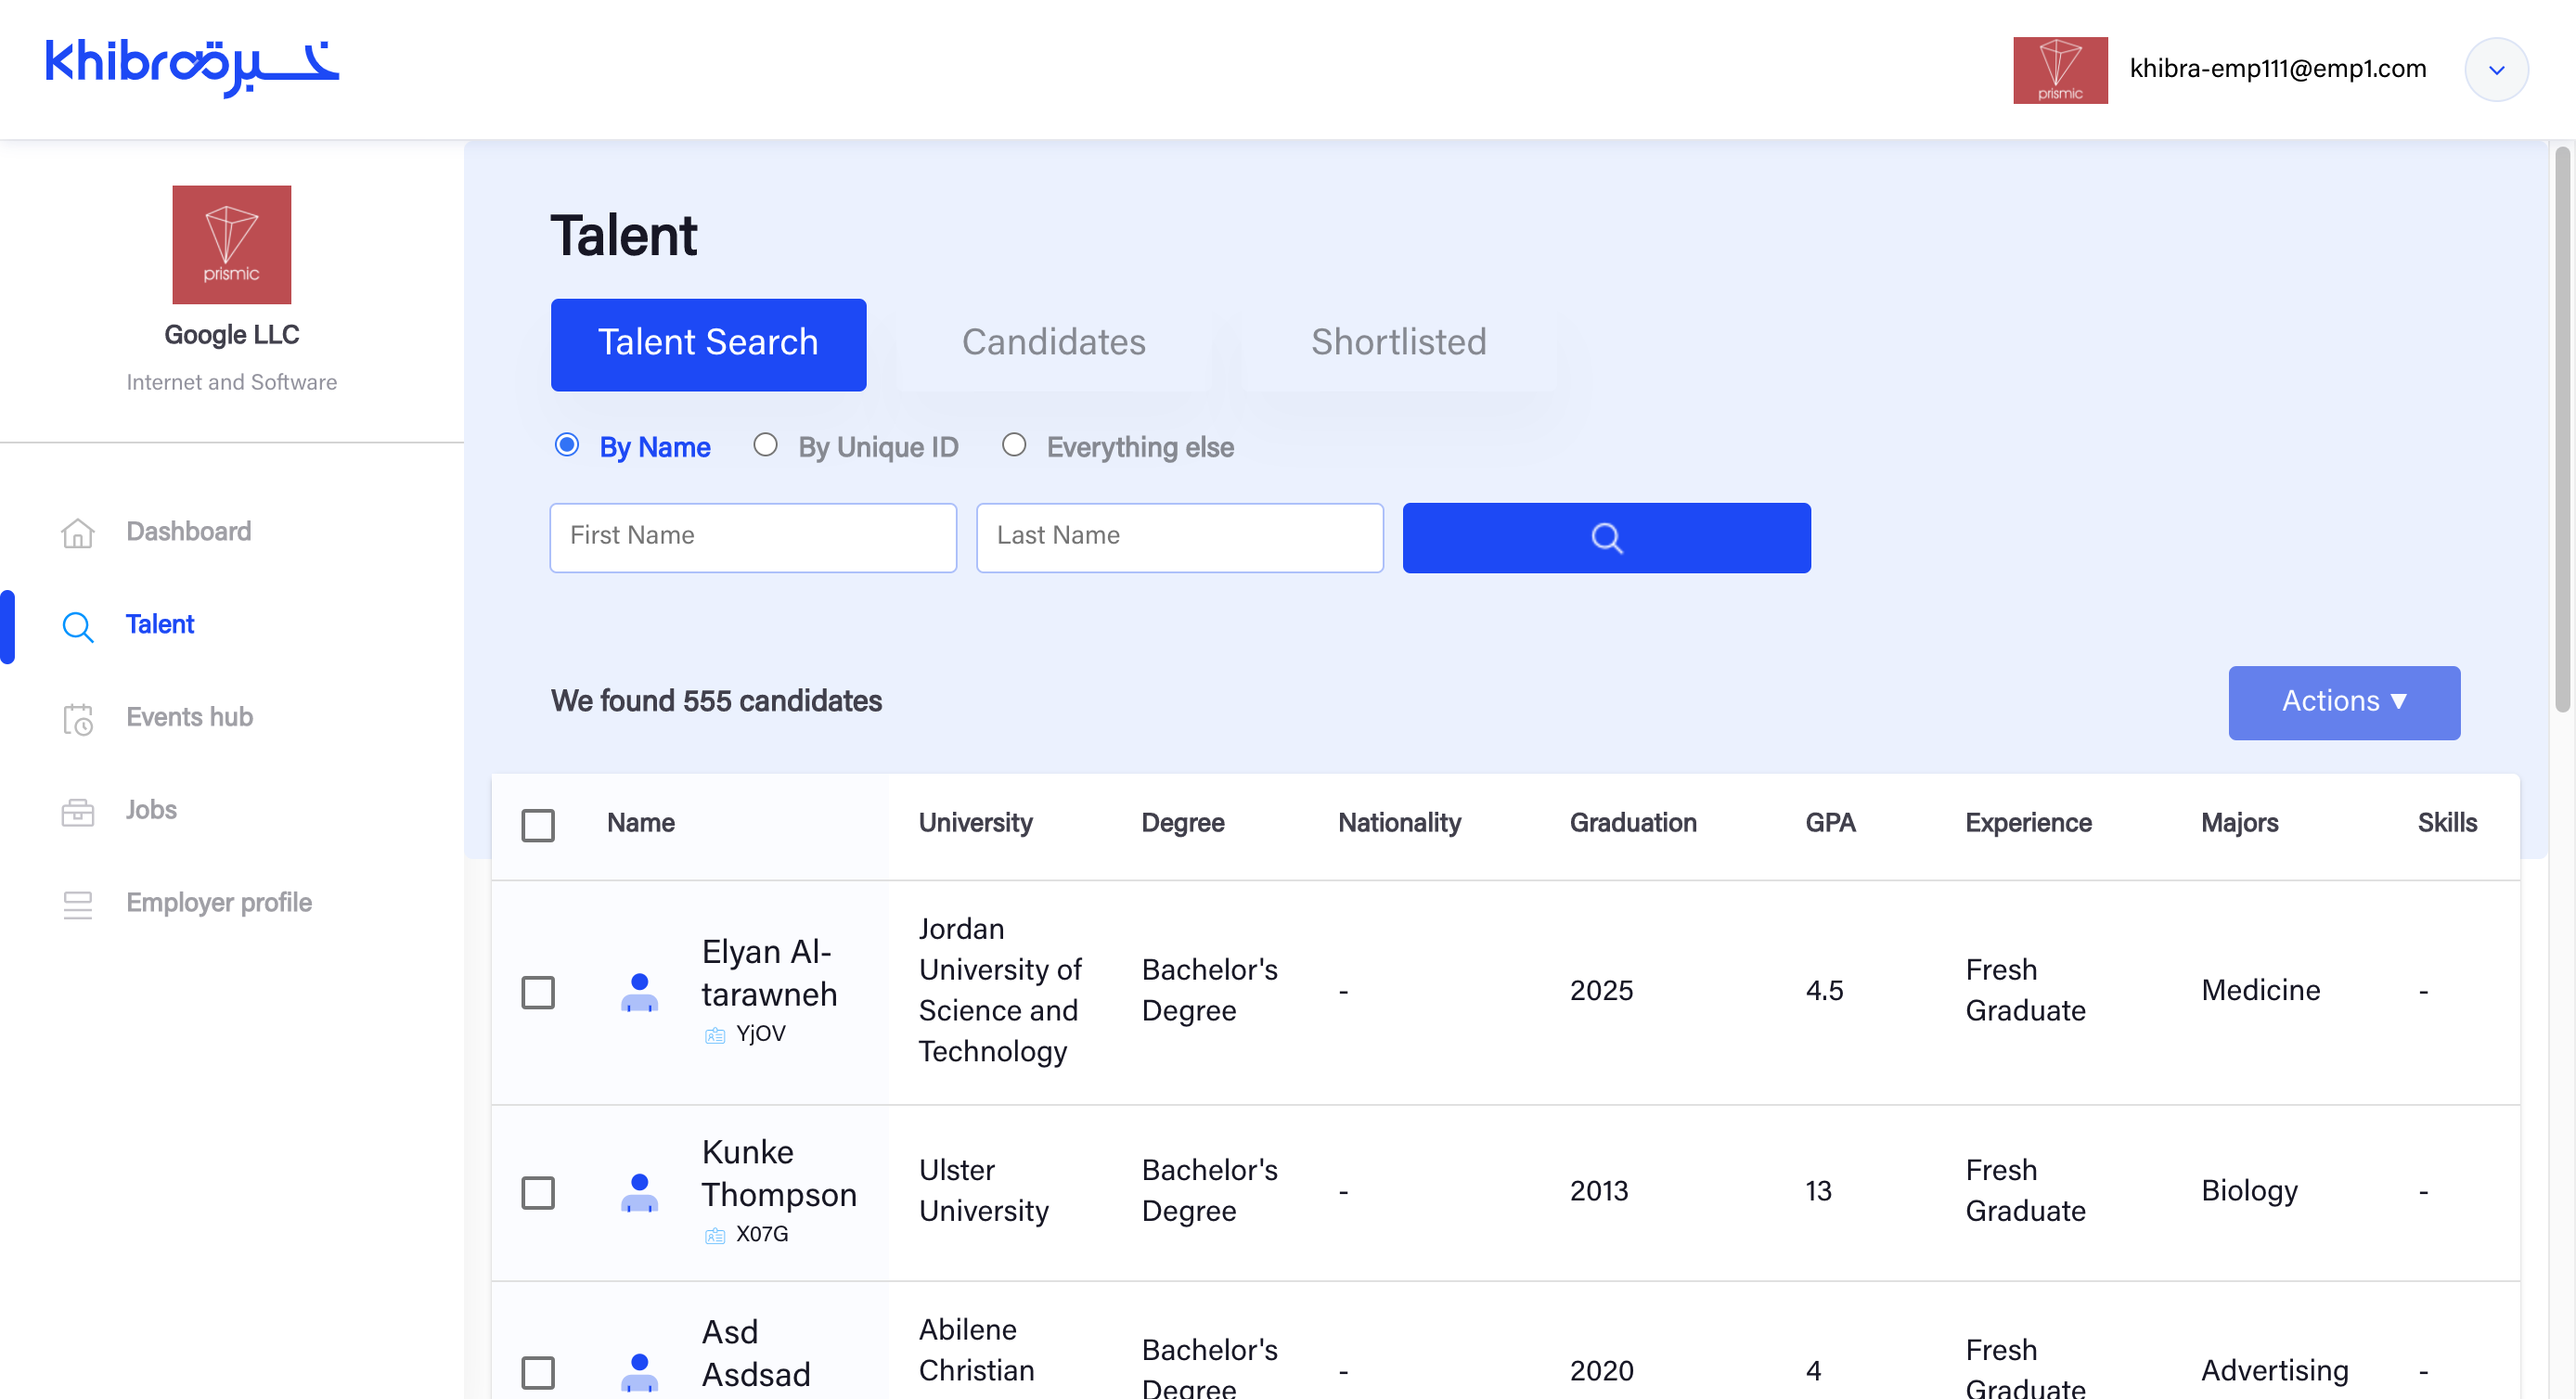 khibra خبرة
prismic
khibra-emp111@emp1.com
prismic
Google LLC
Internet and Software
Dashboard
Talent
Events hub
Jobs
Employer profile
Talent
Talent Search Candidates Shortlisted
By Name By Unique ID Everything else
First Name Last Name
We found 555 candidates
Actions ▼
Name University Degree Nationality Graduation GPA Experience Majors Skills
Elyan Al-
tarawneh
YjOV
Jordan
University of
Science and
Technology
Bachelor's
Degree
-
2025
4.5
Fresh
Graduate
Medicine
-
Kunke
Thompson
X07G
Ulster
University
Bachelor's
Degree
-
2013
13
Fresh
Graduate
Biology
-
Asd
Asdsad
Abilene
Christian
Bachelor's
Degree
-
2020
4
Fresh
Graduate
Advertising
-